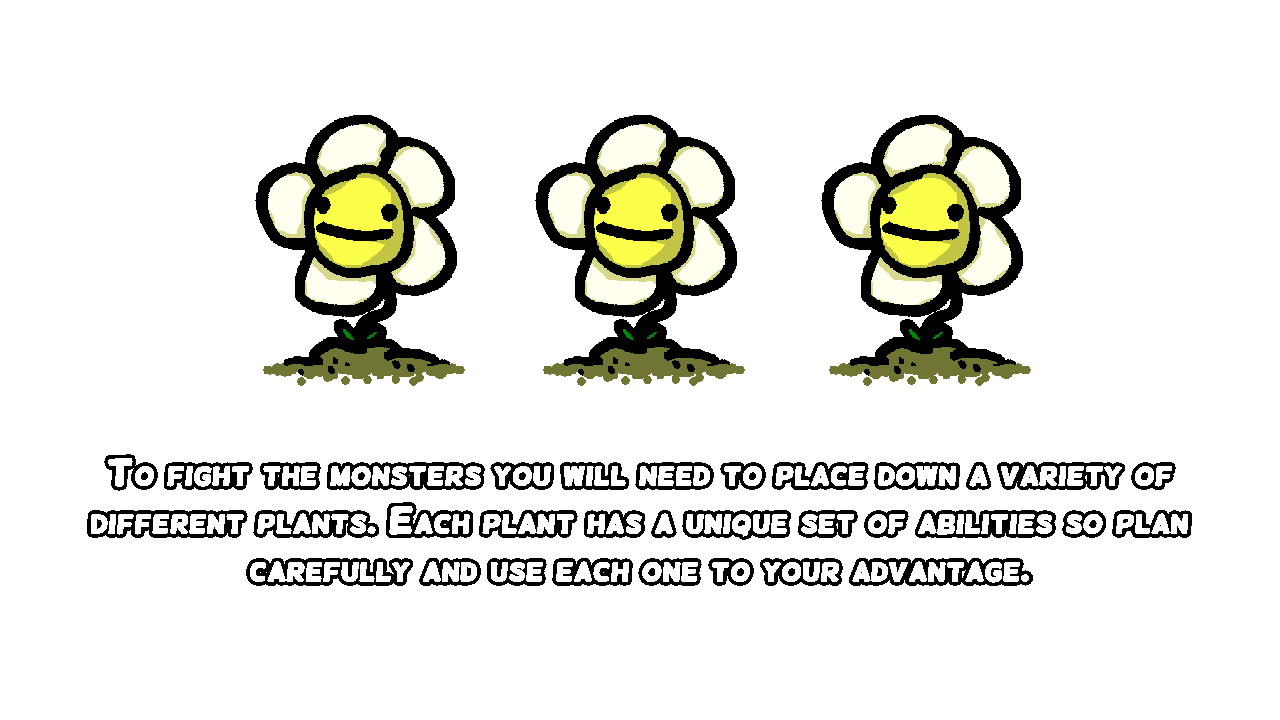 To fight the monsters you will need to place down a variety of
different plants. Each plant has a unique set of abilities so plan
carefully and use each one to your advantage.